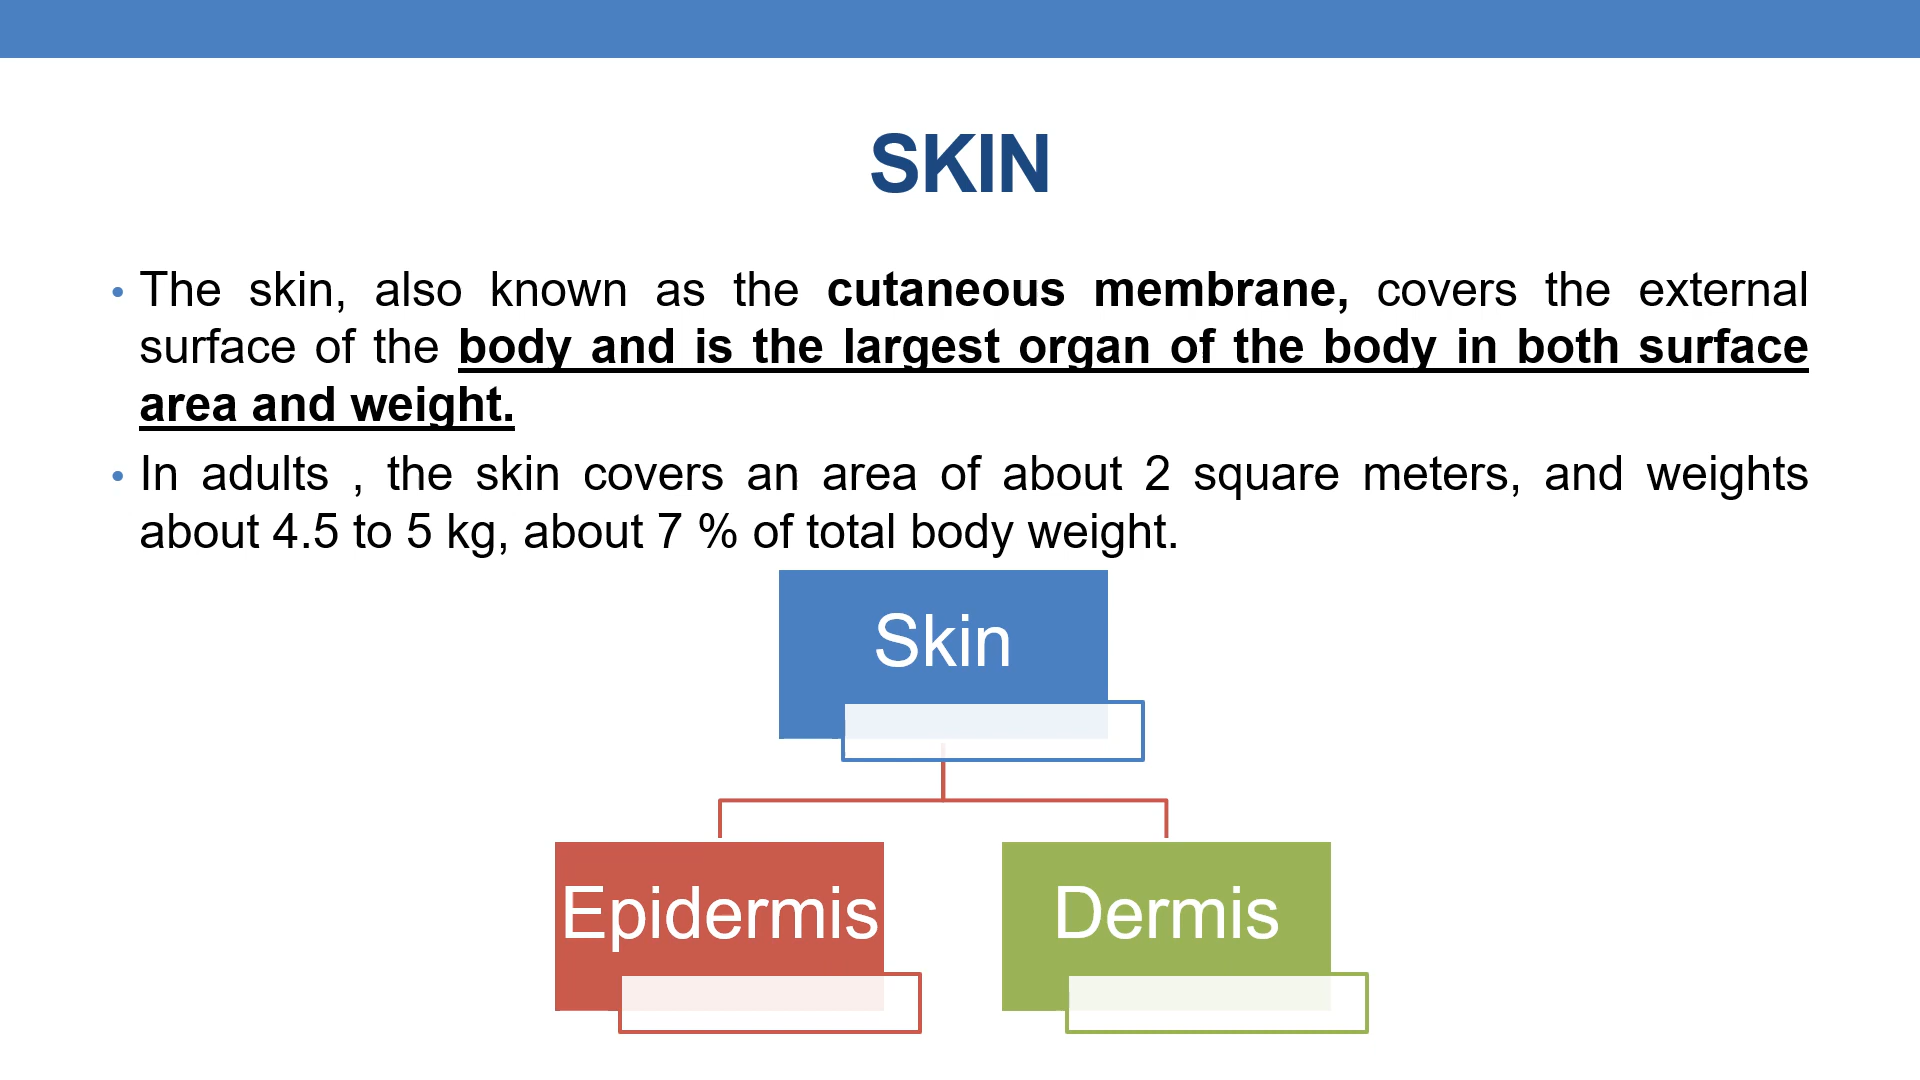 SKIN
• The skin, also known as the cutaneous membrane, covers the external
surface of the body and is the largest organ of the body in both surface
area and weight.
• In adults , the skin covers an area of about 2 square meters, and weights
about 4.5 to 5 kg, about 7 % of total body weight.
Skin
Epidermis
Dermis